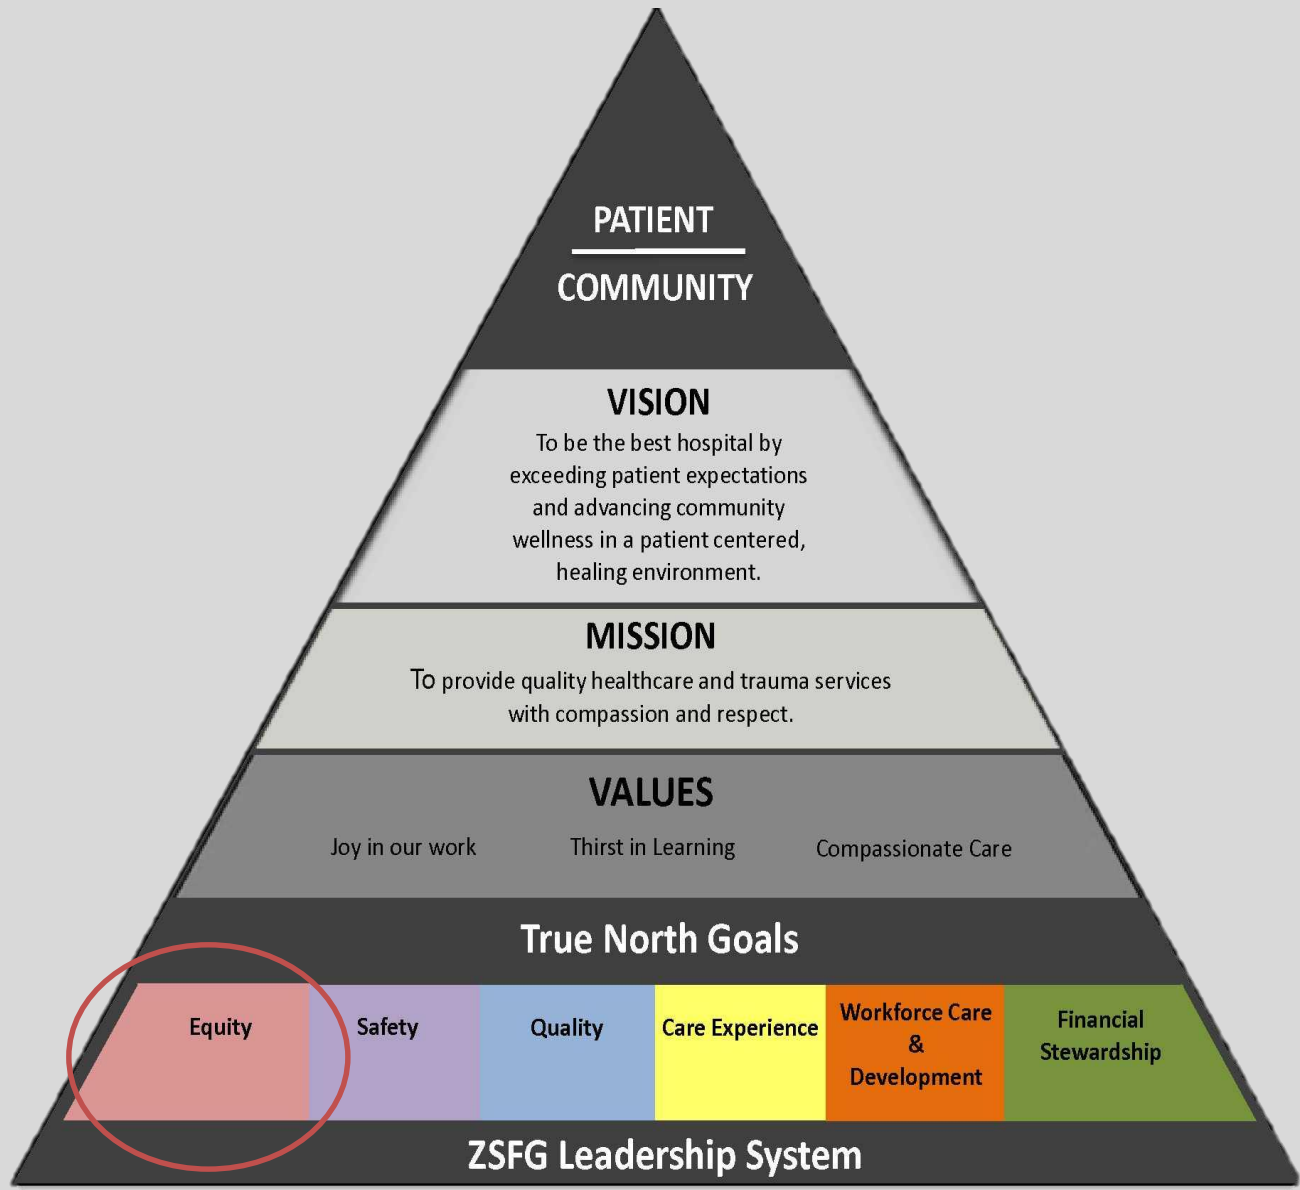 PATIENT
COMMUNITY
VISION
To be the best hospital by
exceeding patient expectations
and advancing community
wellness in a patient centered,
healing environment.
MISSION
To provide quality healthcare and trauma services
with compassion and respect.
VALUES
Joy in our work
Thirst in Learning
Compassionate Care
True North Goals
Equity
Safety
Quality
Care Experience
Workforce Care
&
Development
Financial
Stewardship
ZSFG Leadership System